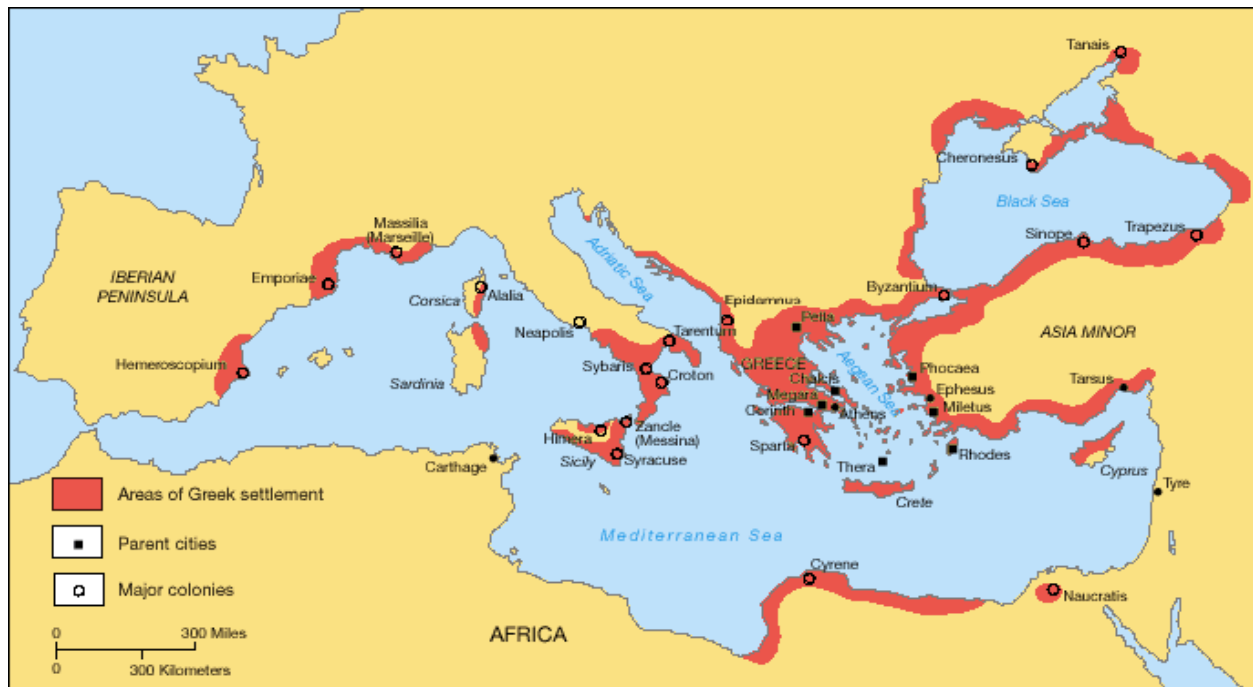 Tanais
Cheronesus
Black Sea
Massilia
(Marseille)
Sinope
Trapezus
Adriatic Sea
IBERIAN
PENINSULA
Emporiae
Corsica
Alalia
Byzantium
Epidamnus
Neapolis
Tarentum
Pella
ASIA MINOR
Hemeroscopium
Sardinia
Sybaris
Croton
GREECE
Aegean Sea
Phocaea
Chalcis
Ephesus
Tarsus
Megara
Miletus
Corinth
Athens
Himera
Zancle
(Messina)
Sparta
Rhodes
Carthage
Sicily
Syracuse
Thera
Cyprus
Crete
Tyre
Areas of Greek settlement
Mediterranean Sea
Parent cities
Cyrene
Major colonies
Naucratis
0 300 Miles
AFRICA
0 300 Kilometers